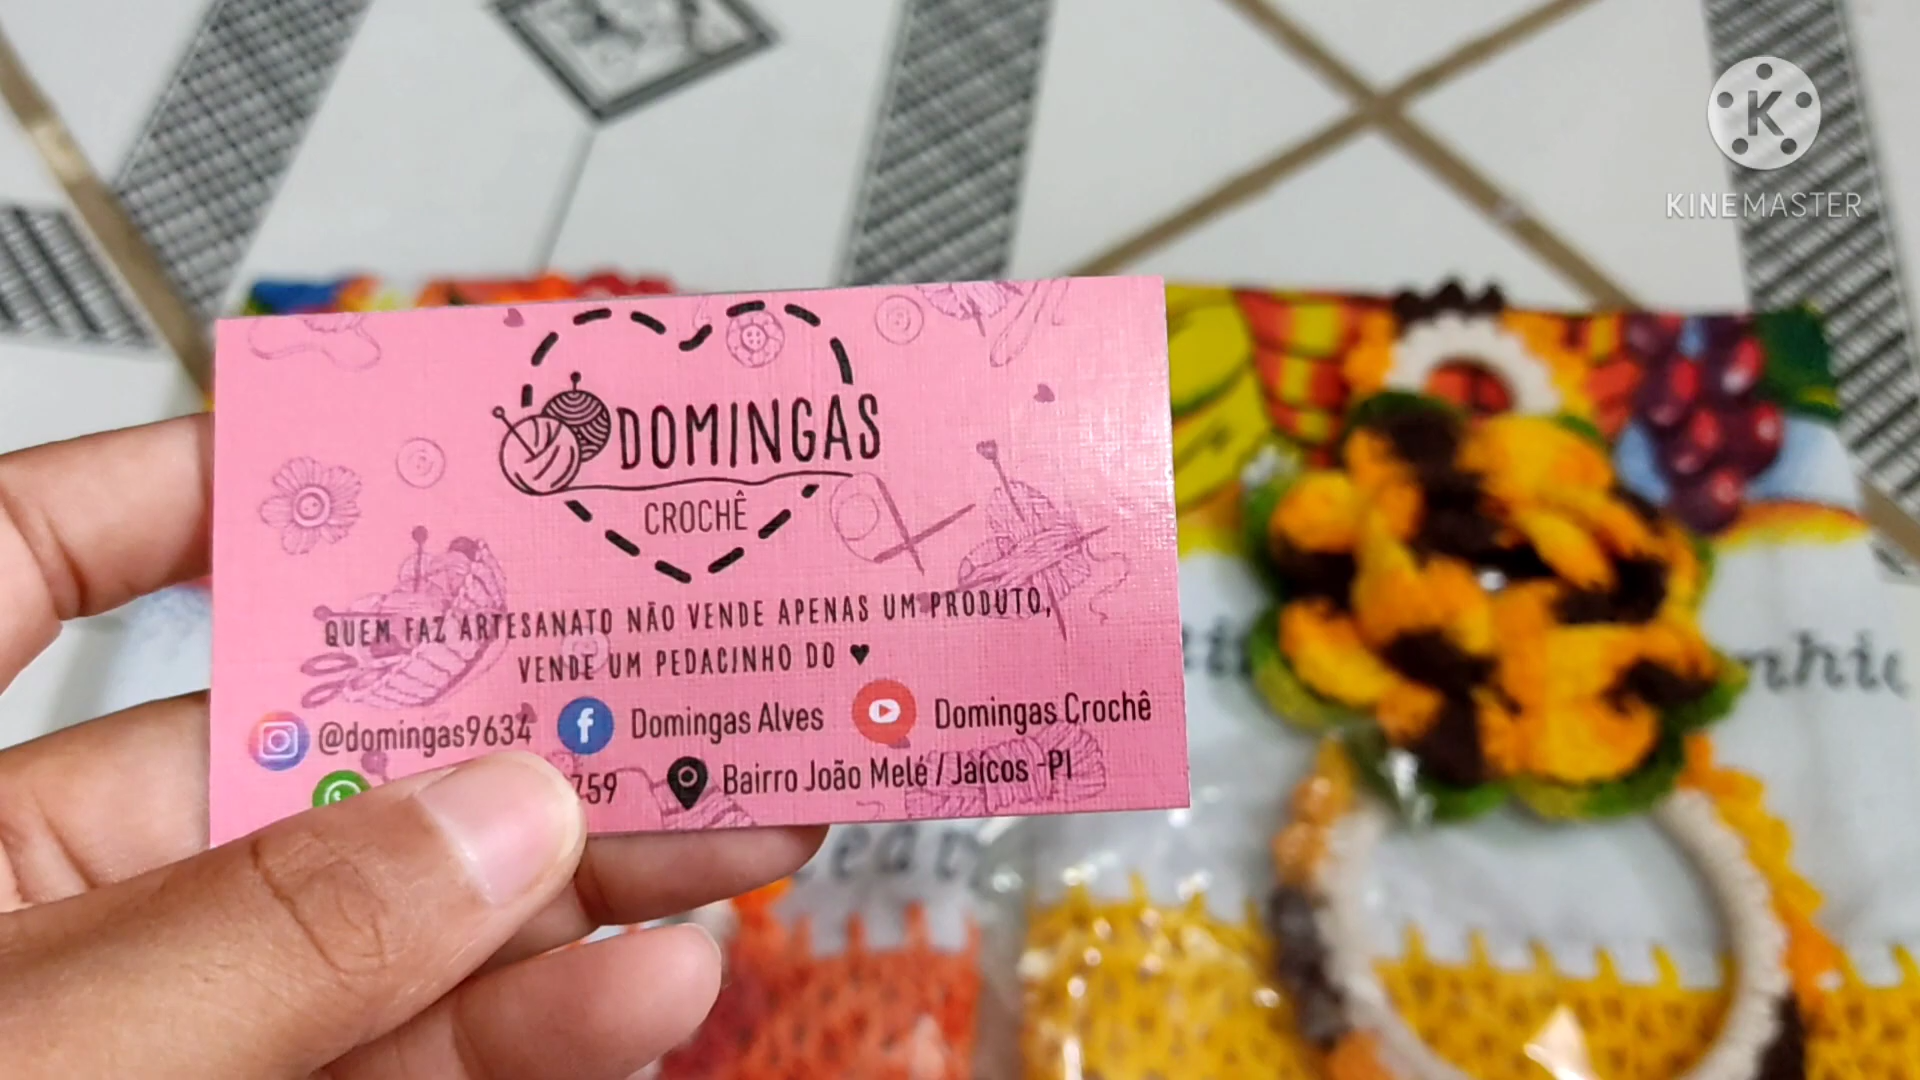 K
KINEMASTER
DOMINGAS
CROCHÊ
QUEM FAZ ARTESANATO NÃO VENDE APENAS UM PRODUTO,
VENDE UM PEDACINHO DO ♥
@domingas9634 Domingas Alves Domingas Crochê
759 Bairro João Melé / Jaícos -PI